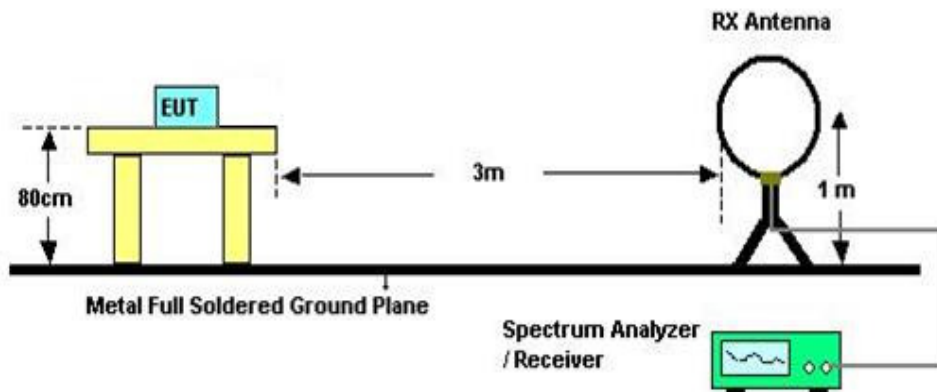 RX Antenna
EUT
80cm
3m
1 m
Metal Full Soldered Ground Plane
Spectrum Analyzer
/ Receiver